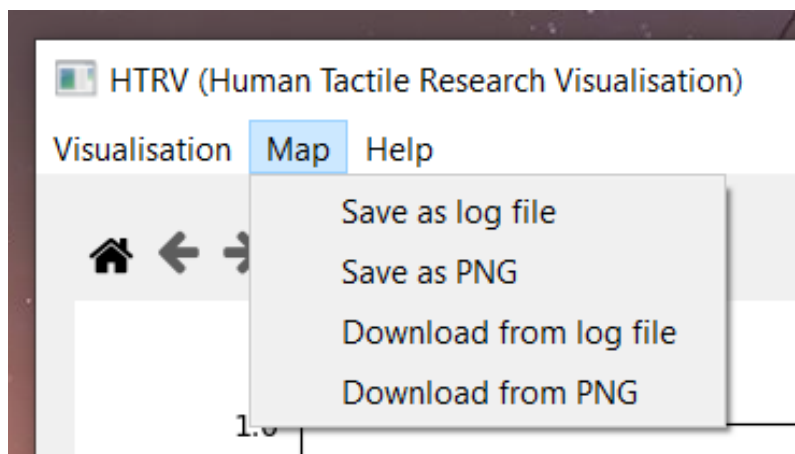 HTRV (Human Tactile Research Visualisation)
Visualisation Map Help
Save as log file
Save as PNG
Download from log file
Download from PNG
1.0